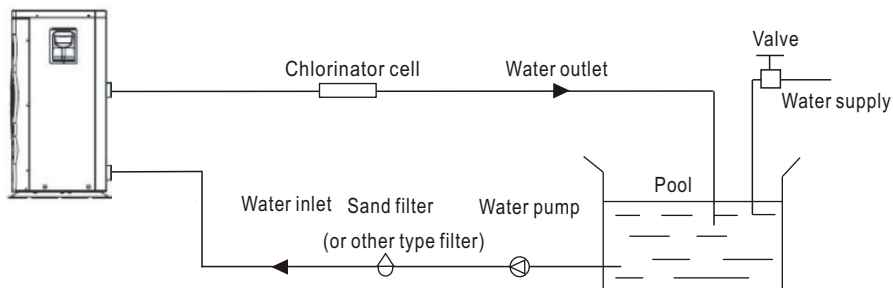 Valve
Chlorinator cell
Water outlet
Water supply
Pool
Water inlet
Sand filter
(or other type filter)
Water pump